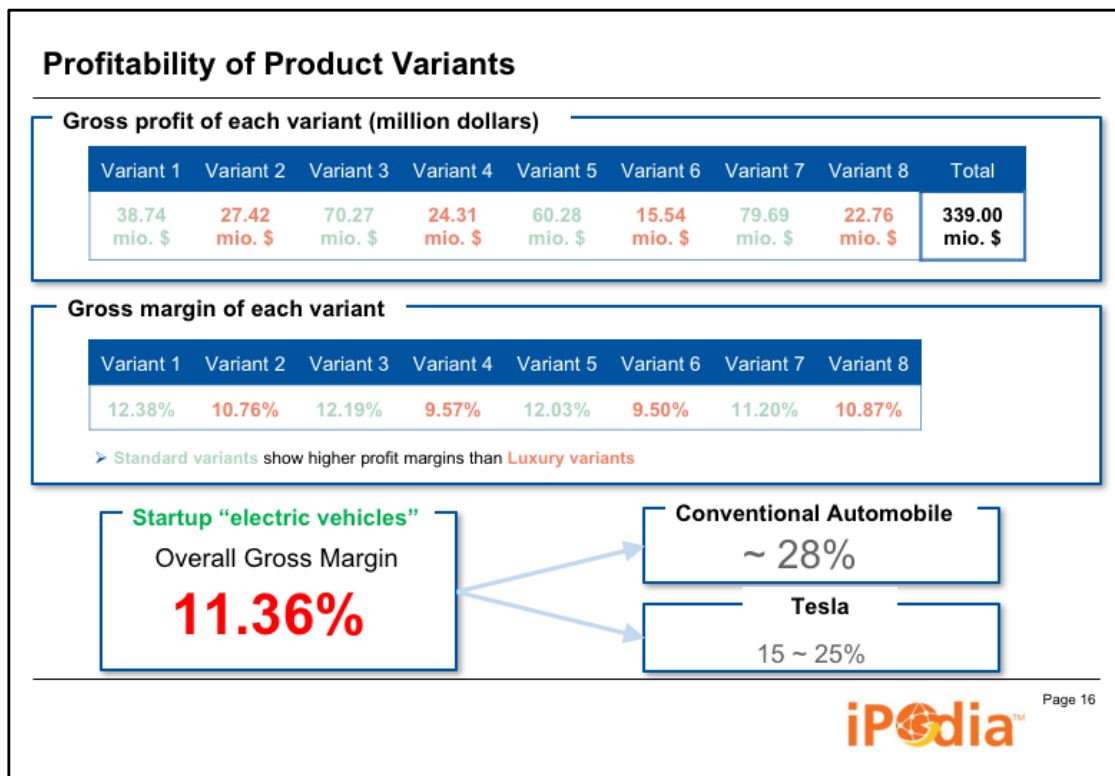 Profitability of Product Variants
Gross profit of each variant (million dollars)
Variant 1 Variant 2 Variant 3 Variant 4 Variant 5 Variant 6 Variant 7 Variant 8 Total
38.74 27.42 70.27 24.31 60.28 15.54 79.69 22.76 339.00
mio. $ mio. $ mio. $ mio. $ mio. $ mio. $ mio. $ mio. $ mio. $
Gross margin of each variant
Variant 1 Variant 2 Variant 3 Variant 4 Variant 5 Variant 6 Variant 7 Variant 8
12.38% 10.76% 12.19% 9.57% 12.03% 9.50% 11.20% 10.87%
➢ Standard variants show higher profit margins than Luxury variants
Startup “electric vehicles”
Overall Gross Margin
11.36%
Conventional Automobile
~ 28%
Tesla
15 ~ 25%
Page 16
iPodia™